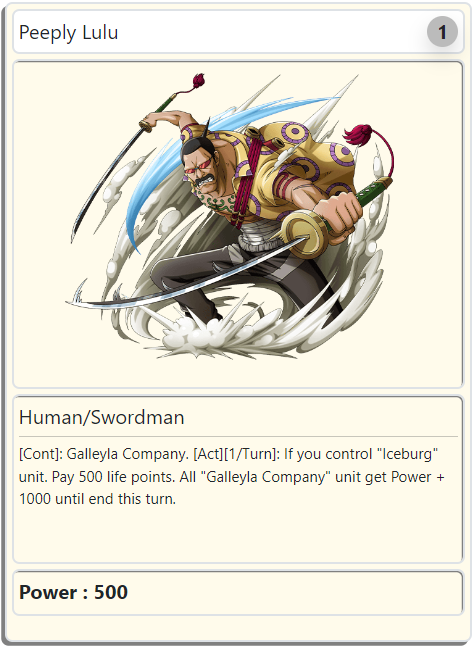 Peeply Lulu
1
Human/Swordman
[Cont]: Galleyla Company. [Act][1/Turn]: If you control "Iceburg"
unit. Pay 500 life points. All "Galleyla Company" unit get Power +
1000 until end this turn.
Power : 500